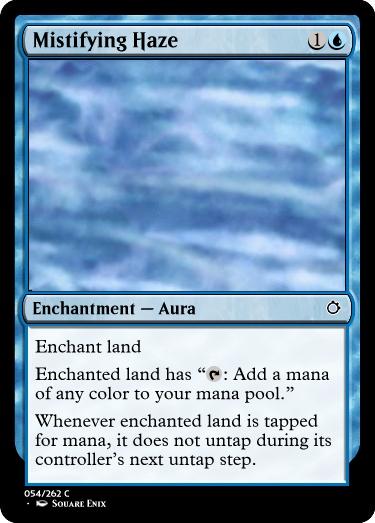 Mistifying Haze 1
Enchantment — Aura
Enchant land
Enchanted land has “: Add a mana
of any color to your mana pool.”
Whenever enchanted land is tapped
for mana, it does not untap during its
controller’s next untap step.
054/262 C
· Square Enix